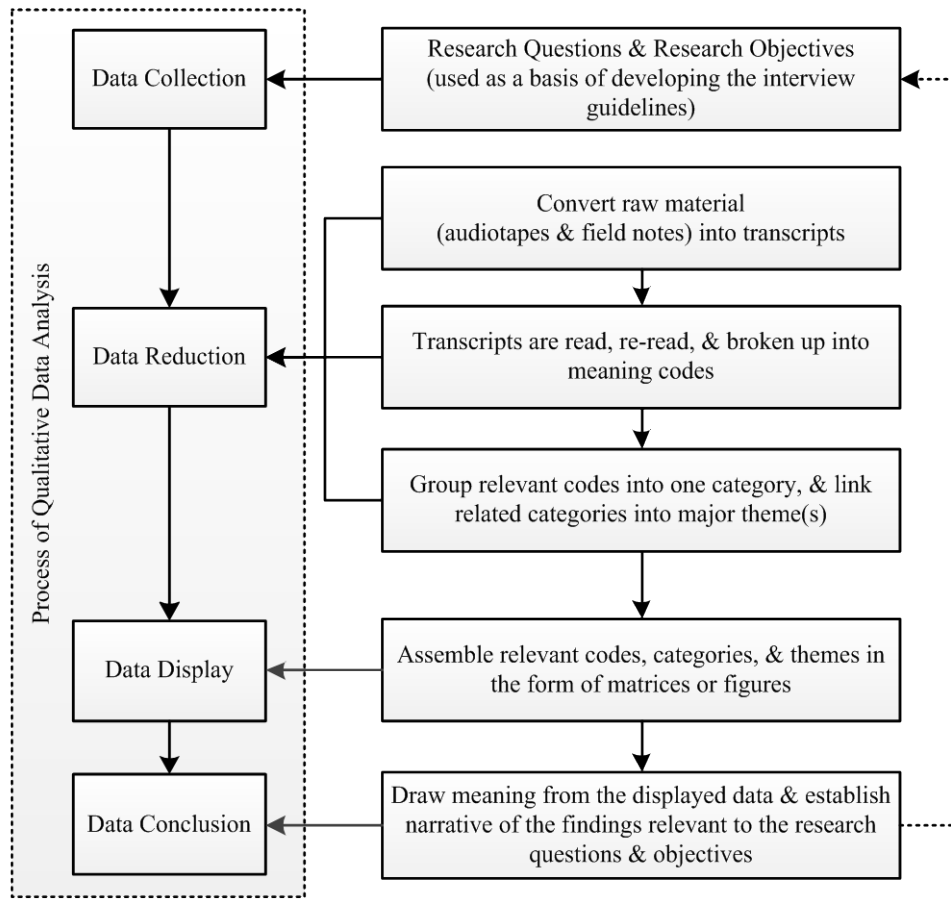 Process of Qualitative Data Analysis
Data Collection
Research Questions & Research Objectives
(used as a basis of developing the interview
guidelines)
Convert raw material
(audiotapes & field notes) into transcripts
Data Reduction
Transcripts are read, re-read, & broken up into
meaning codes
Group relevant codes into one category, & link
related categories into major theme(s)
Data Display
Assemble relevant codes, categories, & themes in
the form of matrices or figures
Data Conclusion
Draw meaning from the displayed data & establish
narrative of the findings relevant to the research
questions & objectives